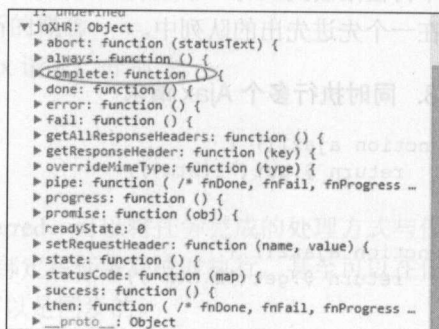 1: undefined
▼ jqXHR: Object
▶ abort: function (statusText) {
▶ always: function () {
▶ complete: function () {
▶ done: function () {
▶ error: function () {
▶ fail: function () {
▶ getAllResponseHeaders: function () {
▶ getResponseHeader: function (key) {
▶ overrideMimeType: function (type) {
▶ pipe: function ( /* fnDone, fnFail, fnProgress …
▶ progress: function () {
▶ promise: function (obj) {
readyState: 0
▶ setRequestHeader: function (name, value) {
▶ state: function () {
▶ statusCode: function (map) {
▶ success: function () {
▶ then: function ( /* fnDone, fnFail, fnProgress …
▶ __proto__: Object